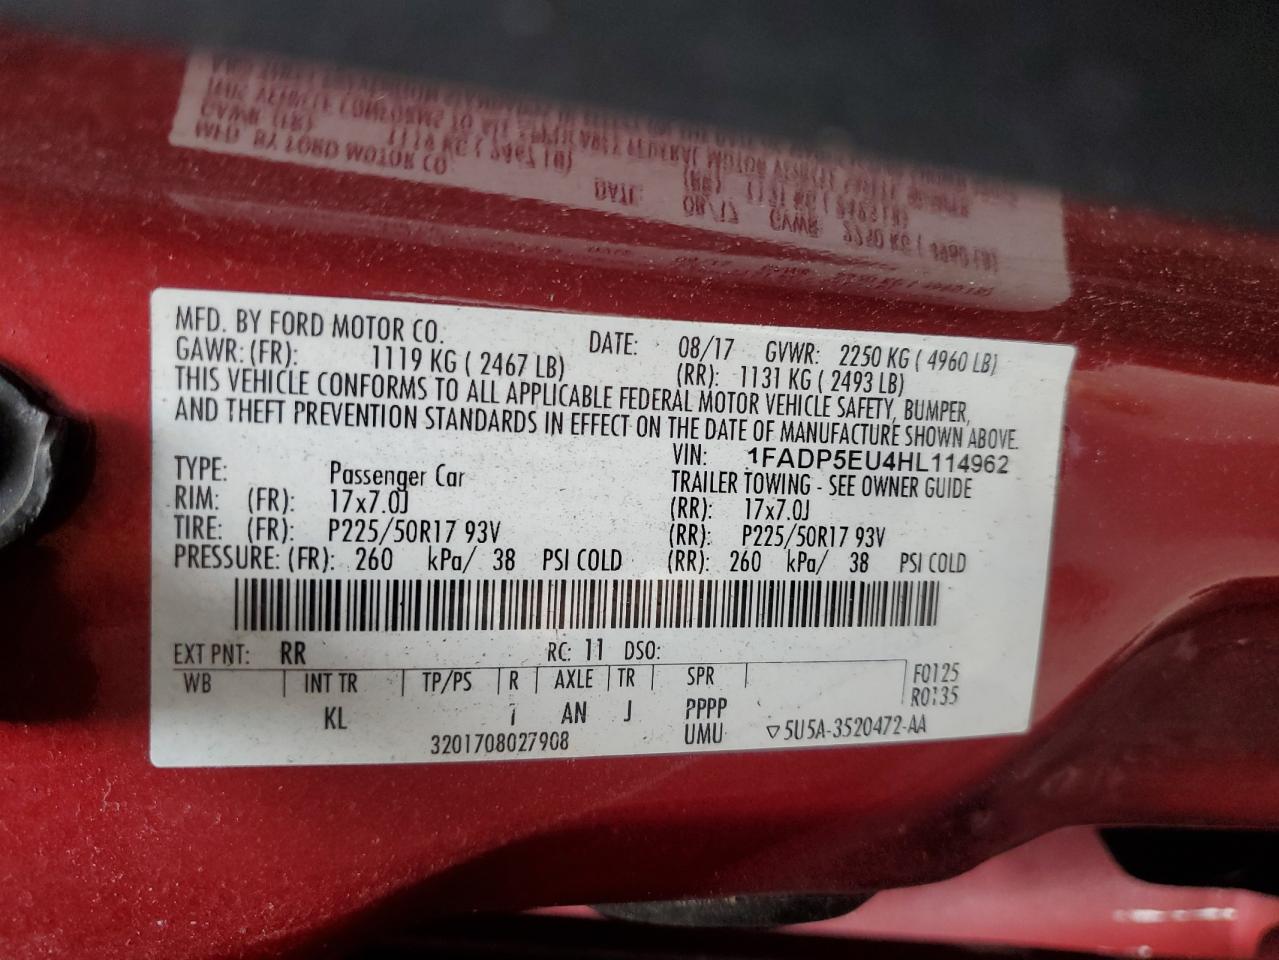 MFD. BY FORD MOTOR CO. DATE: 08/17 GVWR: 2250 KG ( 4960 LB)
GAWR: (FR): 1119 KG ( 2467 LB) (RR): 1131 KG ( 2493 LB)
THIS VEHICLE CONFORMS TO ALL APPLICABLE FEDERAL MOTOR VEHICLE SAFETY, BUMPER,
AND THEFT PREVENTION STANDARDS IN EFFECT ON THE DATE OF MANUFACTURE SHOWN ABOVE.
VIN: 1FADP5EU4HL114962
TYPE: Passenger Car TRAILER TOWING - SEE OWNER GUIDE
RIM: (FR): 17x7.0J (RR): 17x7.0J
TIRE: (FR): P225/50R17 93V (RR): P225/50R17 93V
PRESSURE: (FR): 260 kPa/ 38 PSI COLD (RR): 260 kPa/ 38 PSI COLD
EXT PNT: RR RC: 11 DSO:
WB INT TR TP/PS R AXLE TR SPR F0125
R0135
KL AN J PPPP
3201708027908 UMU ▽5U5A-3520472-AA